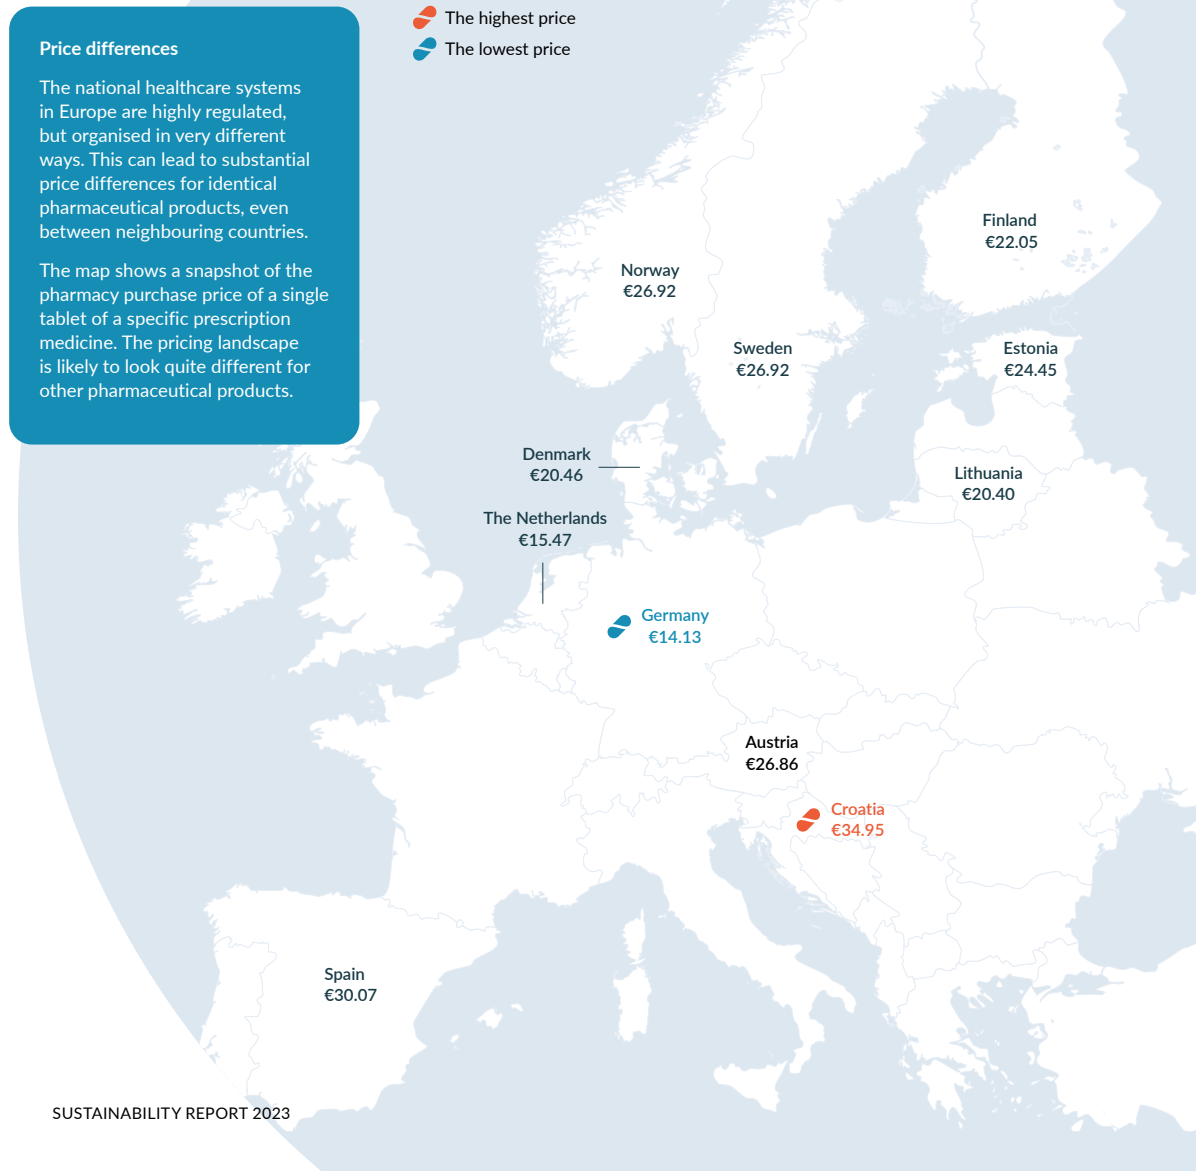 Price differences
The national healthcare systems
in Europe are highly regulated,
but organised in very different
ways. This can lead to substantial
price differences for identical
pharmaceutical products, even
between neighbouring countries.
The map shows a snapshot of the
pharmacy purchase price of a single
tablet of a specific prescription
medicine. The pricing landscape
is likely to look quite different for
other pharmaceutical products.
The highest price
The lowest price
Finland
€22.05
Norway
€26.92
Sweden
€26.92
Estonia
€24.45
Denmark
€20.46
Lithuania
€20.40
The Netherlands
€15.47
Germany
€14.13
Austria
€26.86
Croatia
€34.95
Spain
€30.07
SUSTAINABILITY REPORT 2023